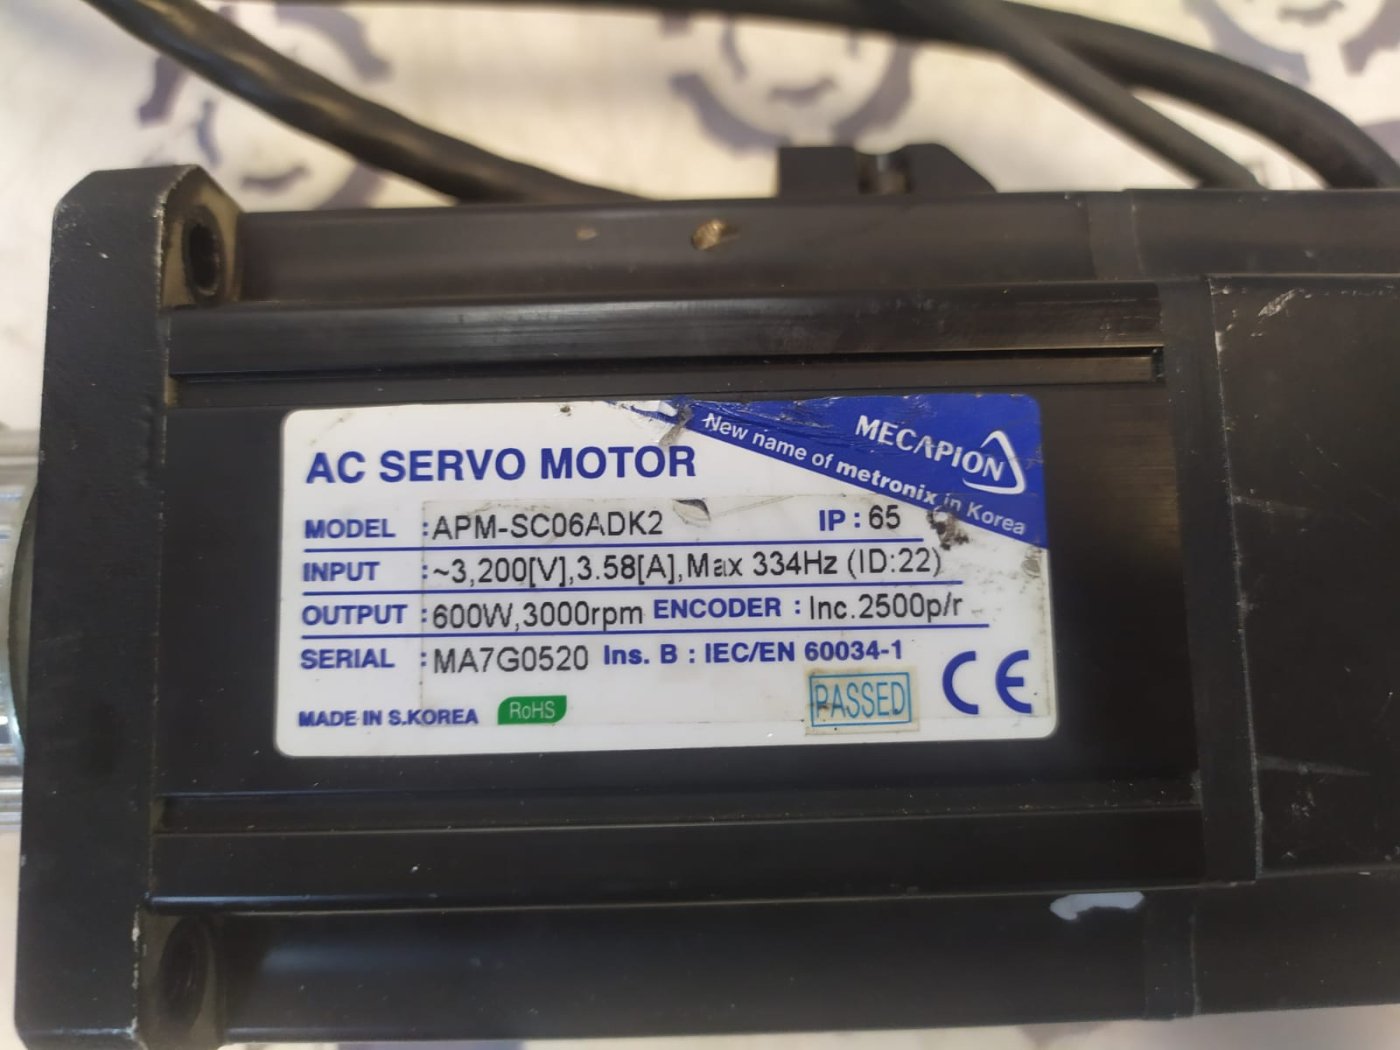 MECAPION
New name of metronix in Korea
AC SERVO MOTOR
MODEL : APM-SC06ADK2 IP : 65
INPUT : ~3,200[V],3.58[A],Max 334Hz (ID:22)
OUTPUT : 600W,3000rpm ENCODER : Inc.2500p/r
SERIAL : MA7G0520 Ins. B : IEC/EN 60034-1
MADE IN S.KOREA RoHS PASSED CE